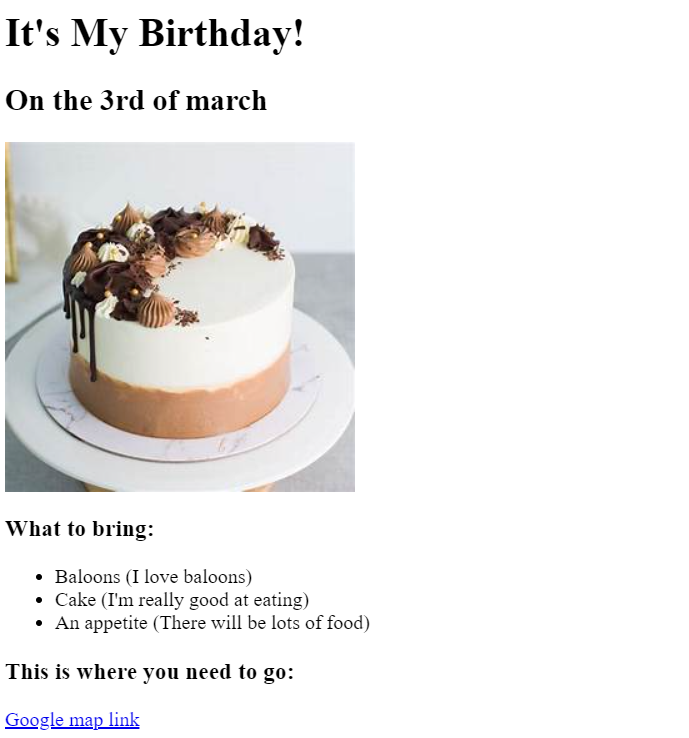 It's My Birthday!
On the 3rd of march
What to bring:
Baloons (I love baloons)
Cake (I'm really good at eating)
An appetite (There will be lots of food)
This is where you need to go:
Google map link